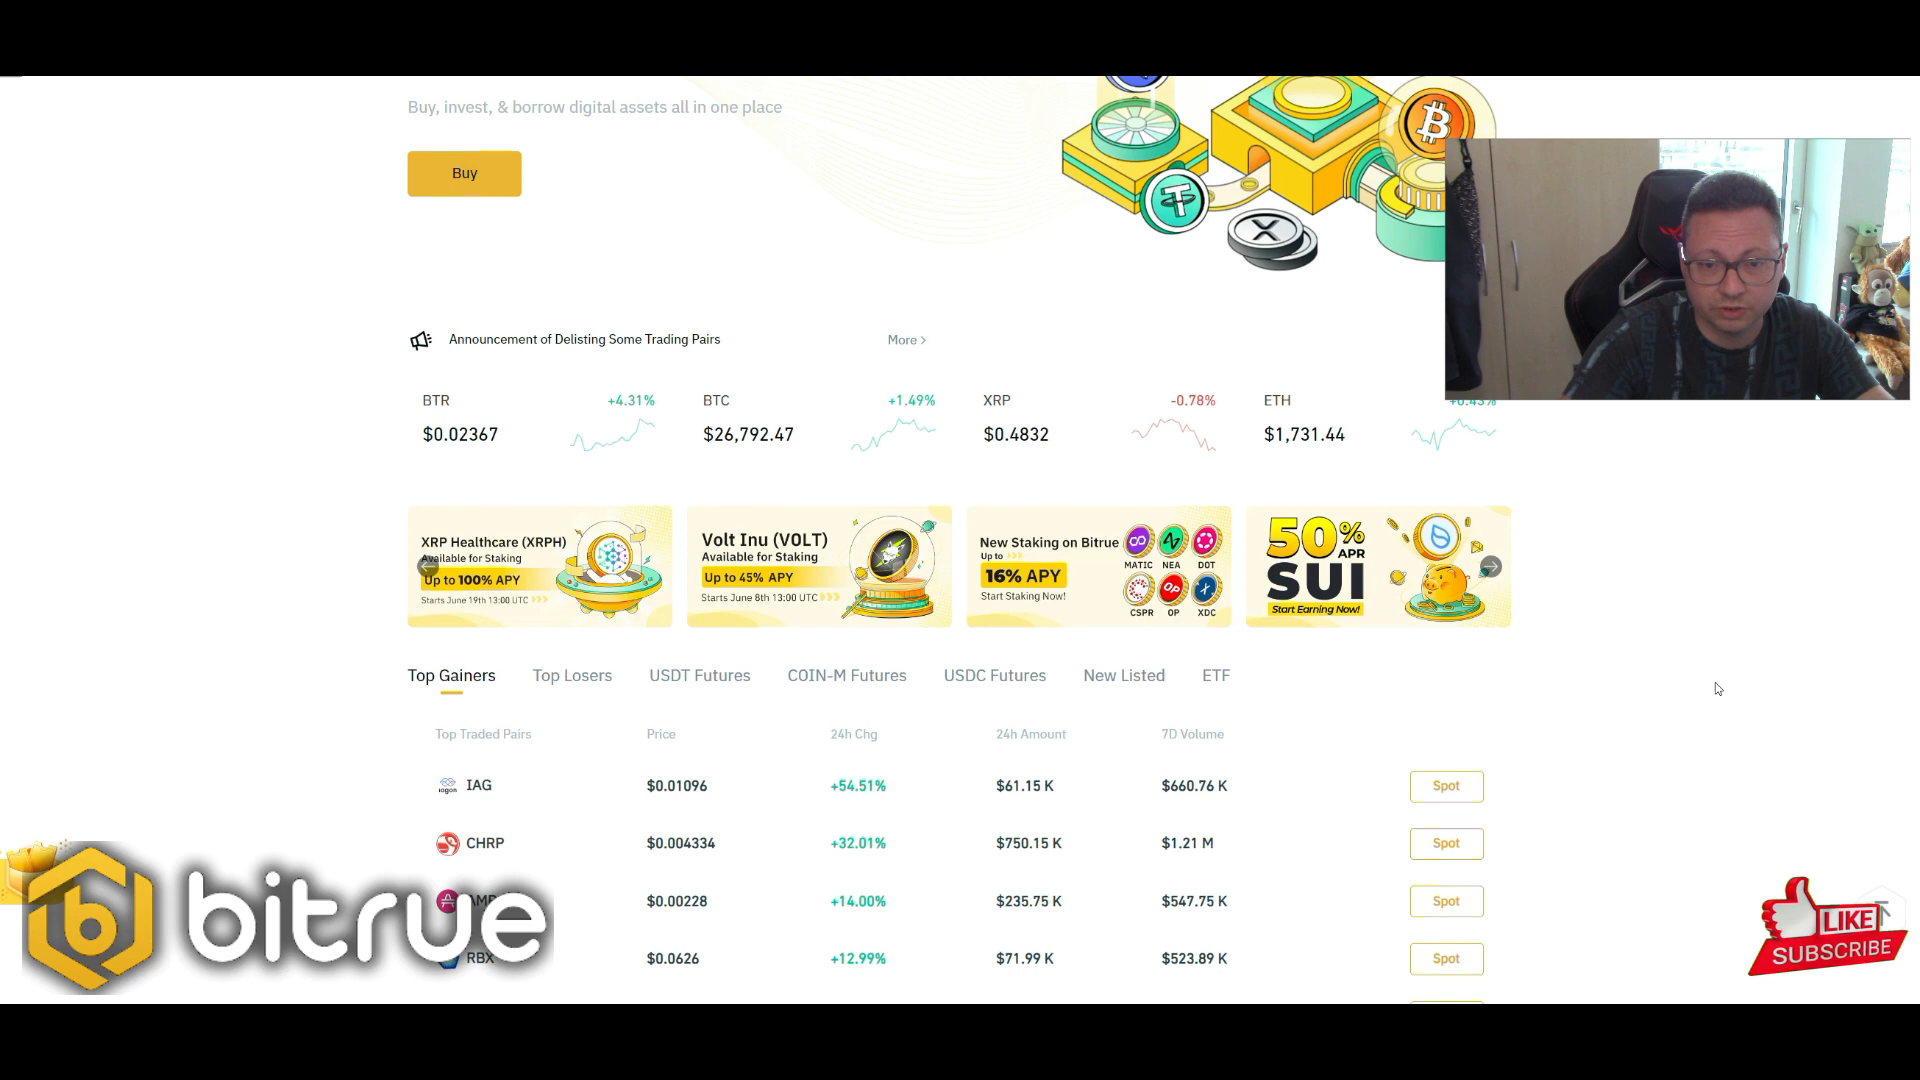 Buy, invest, & borrow digital assets all in one place
Buy
Announcement of Delisting Some Trading Pairs
More >
BTR +4.31%
$0.02367
BTC +1.49%
$26,792.47
XRP -0.78%
$0.4832
ETH +0.43%
$1,731.44
XRP Healthcare (XRPH)
Available for Staking
Up to 100% APY
Starts June 19th 13:00 UTC
Volt Inu (VOLT)
Available for Staking
Up to 45% APY
Starts June 8th 13:00 UTC
New Staking on Bitrue
Up to
16% APY
Start Staking Now!
MATIC NEA DOT
CSPR OP XDC
50% APR
SUI
Start Earning Now!
Top Gainers Top Losers USDT Futures COIN-M Futures USDC Futures New Listed ETF
Top Traded Pairs Price 24h Chg 24h Amount 7D Volume
IAG $0.01096 +54.51% $61.15 K $660.76 K Spot
CHRP $0.004334 +32.01% $750.15 K $1.21 M Spot
AMP $0.00228 +14.00% $235.75 K $547.75 K Spot
RBX $0.0626 +12.99% $71.99 K $523.89 K Spot
bitrue
LIKE
SUBSCRIBE